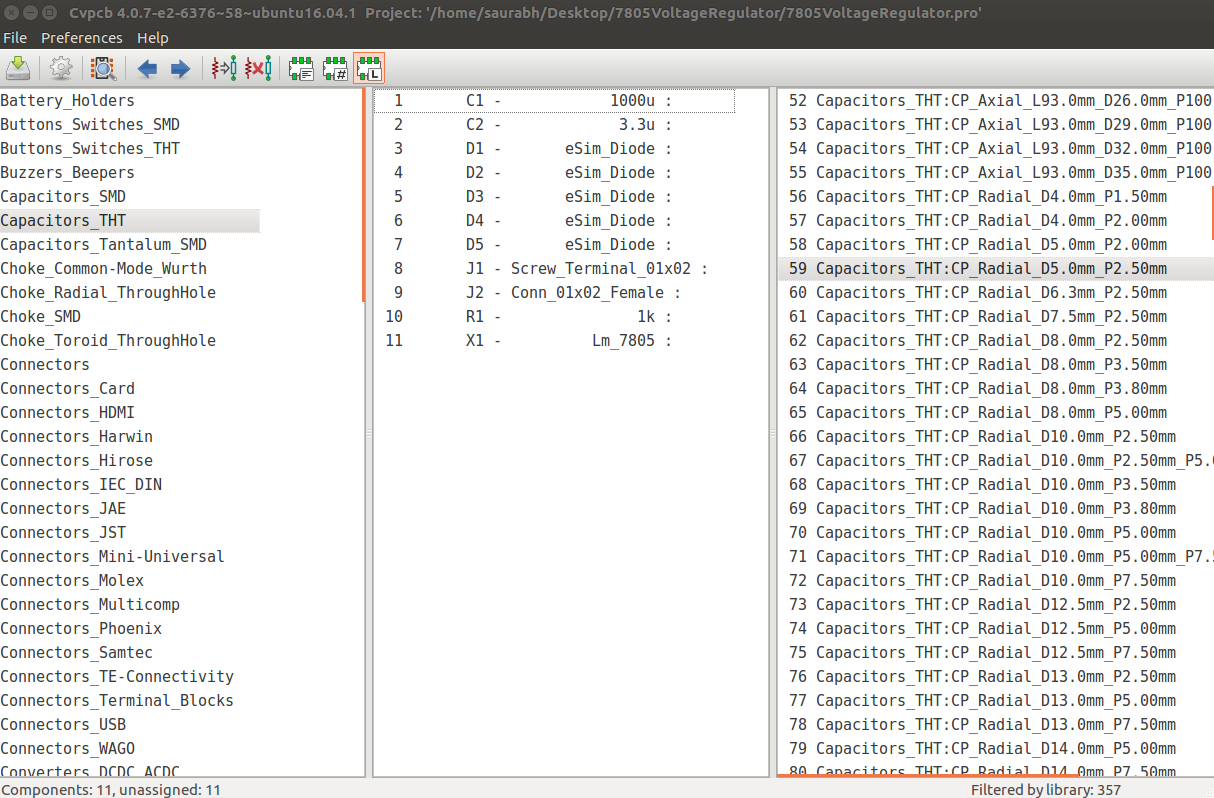 Cvpcb 4.0.7-e2-6376~58~ubuntu16.04.1 Project: '/home/saurabh/Desktop/7805VoltageRegulator/7805VoltageRegulator.pro'
File Preferences Help
Battery_Holders
Buttons_Switches_SMD
Buttons_Switches_THT
Buzzers_Beepers
Capacitors_SMD
Capacitors_THT
Capacitors_Tantalum_SMD
Choke_Common-Mode_Wurth
Choke_Radial_ThroughHole
Choke_SMD
Choke_Toroid_ThroughHole
Connectors
Connectors_Card
Connectors_HDMI
Connectors_Harwin
Connectors_Hirose
Connectors_IEC_DIN
Connectors_JAE
Connectors_JST
Connectors_Mini-Universal
Connectors_Molex
Connectors_Multicomp
Connectors_Phoenix
Connectors_Samtec
Connectors_TE-Connectivity
Connectors_Terminal_Blocks
Connectors_USB
Connectors_WAGO
Converters_DCDC_ACDC
1 C1 - 1000u :
2 C2 - 3.3u :
3 D1 - eSim_Diode :
4 D2 - eSim_Diode :
5 D3 - eSim_Diode :
6 D4 - eSim_Diode :
7 D5 - eSim_Diode :
8 J1 - Screw_Terminal_01x02 :
9 J2 - Conn_01x02_Female :
10 R1 - 1k :
11 X1 - Lm_7805 :
52 Capacitors_THT:CP_Axial_L93.0mm_D26.0mm_P100
53 Capacitors_THT:CP_Axial_L93.0mm_D29.0mm_P100
54 Capacitors_THT:CP_Axial_L93.0mm_D32.0mm_P100
55 Capacitors_THT:CP_Axial_L93.0mm_D35.0mm_P100
56 Capacitors_THT:CP_Radial_D4.0mm_P1.50mm
57 Capacitors_THT:CP_Radial_D4.0mm_P2.00mm
58 Capacitors_THT:CP_Radial_D5.0mm_P2.00mm
59 Capacitors_THT:CP_Radial_D5.0mm_P2.50mm
60 Capacitors_THT:CP_Radial_D6.3mm_P2.50mm
61 Capacitors_THT:CP_Radial_D7.5mm_P2.50mm
62 Capacitors_THT:CP_Radial_D8.0mm_P2.50mm
63 Capacitors_THT:CP_Radial_D8.0mm_P3.50mm
64 Capacitors_THT:CP_Radial_D8.0mm_P3.80mm
65 Capacitors_THT:CP_Radial_D8.0mm_P5.00mm
66 Capacitors_THT:CP_Radial_D10.0mm_P2.50mm
67 Capacitors_THT:CP_Radial_D10.0mm_P2.50mm_P5.0
68 Capacitors_THT:CP_Radial_D10.0mm_P3.50mm
69 Capacitors_THT:CP_Radial_D10.0mm_P3.80mm
70 Capacitors_THT:CP_Radial_D10.0mm_P5.00mm
71 Capacitors_THT:CP_Radial_D10.0mm_P5.00mm_P7.5
72 Capacitors_THT:CP_Radial_D10.0mm_P7.50mm
73 Capacitors_THT:CP_Radial_D12.5mm_P2.50mm
74 Capacitors_THT:CP_Radial_D12.5mm_P5.00mm
75 Capacitors_THT:CP_Radial_D12.5mm_P7.50mm
76 Capacitors_THT:CP_Radial_D13.0mm_P2.50mm
77 Capacitors_THT:CP_Radial_D13.0mm_P5.00mm
78 Capacitors_THT:CP_Radial_D13.0mm_P7.50mm
79 Capacitors_THT:CP_Radial_D14.0mm_P5.00mm
80 Capacitors_THT:CP_Radial_D14.0mm_P7.50mm
Components: 11, unassigned: 11
Filtered by library: 357